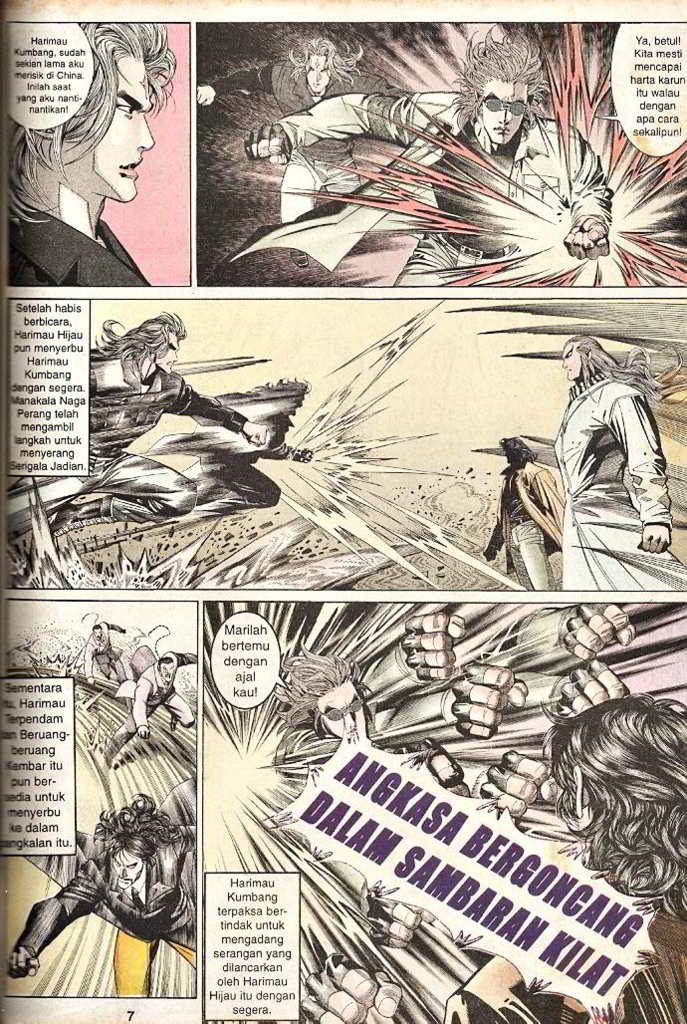 Harimau
Kumbang, sudah
sekian lama aku
merisik di China.
Inilah saat
yang aku nanti-
nantikan!
Ya, betul!
Kita mesti
mencapai
harta karun
itu walau
dengan
apa cara
sekalipun!
Setelah habis
berbicara,
Harimau Hijau
pun menyerbu
Harimau
Kumbang
dengan segera.
Manakala Naga
Perang telah
mengambil
langkah untuk
menyerang
Serigala Jadian.
Sementara
itu, Harimau
Terpendam
dan Beruang-
beruang
Kembar itu
pun ber-
sedia untuk
menyerbu
ke dalam
pangkalan itu.
Marilah
bertemu
dengan
ajal
kau!
ANGKASA BERGONCANG
DALAM SAMBARAN KILAT
Harimau
Kumbang
terpaksa ber-
tindak untuk
mengadang
serangan yang
dilancarkan
oleh Harimau
Hijau itu dengan
segera.
7